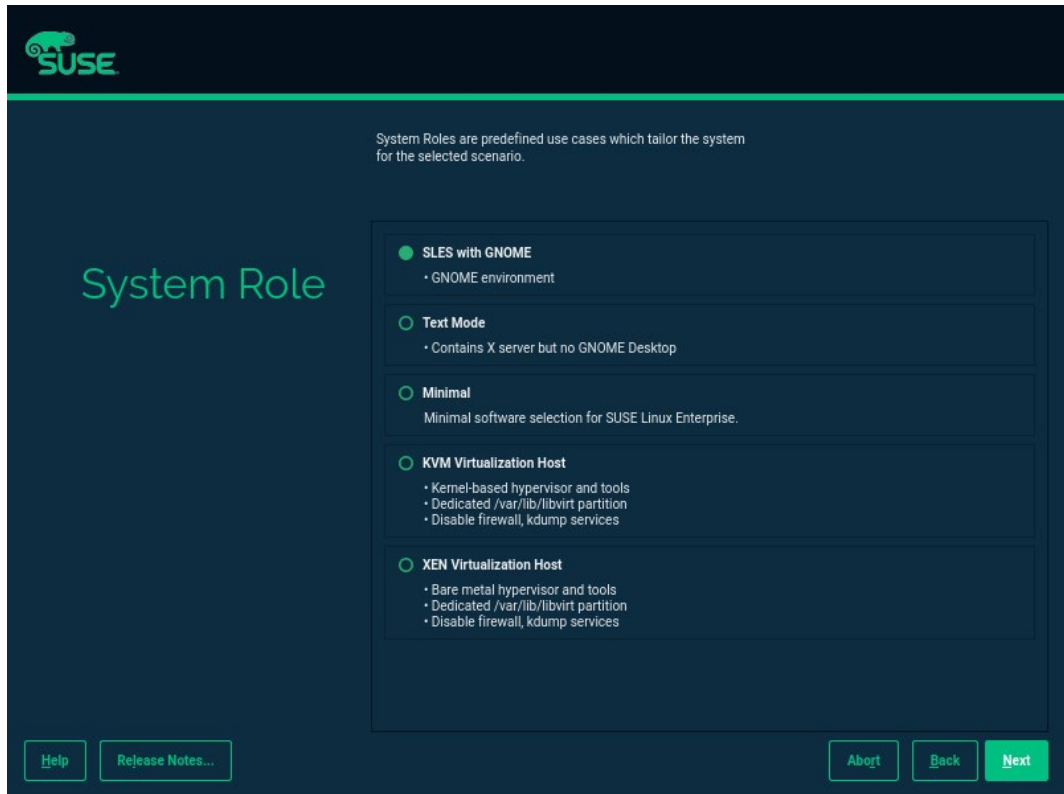 SUSE
System Roles are predefined use cases which tailor the system
for the selected scenario.
System Role
SLES with GNOME
• GNOME environment
Text Mode
• Contains X server but no GNOME Desktop
Minimal
Minimal software selection for SUSE Linux Enterprise.
KVM Virtualization Host
• Kernel-based hypervisor and tools
• Dedicated /var/lib/libvirt partition
• Disable firewall, kdump services
XEN Virtualization Host
• Bare metal hypervisor and tools
• Dedicated /var/lib/libvirt partition
• Disable firewall, kdump services
Help
Release Notes...
Abort
Back
Next